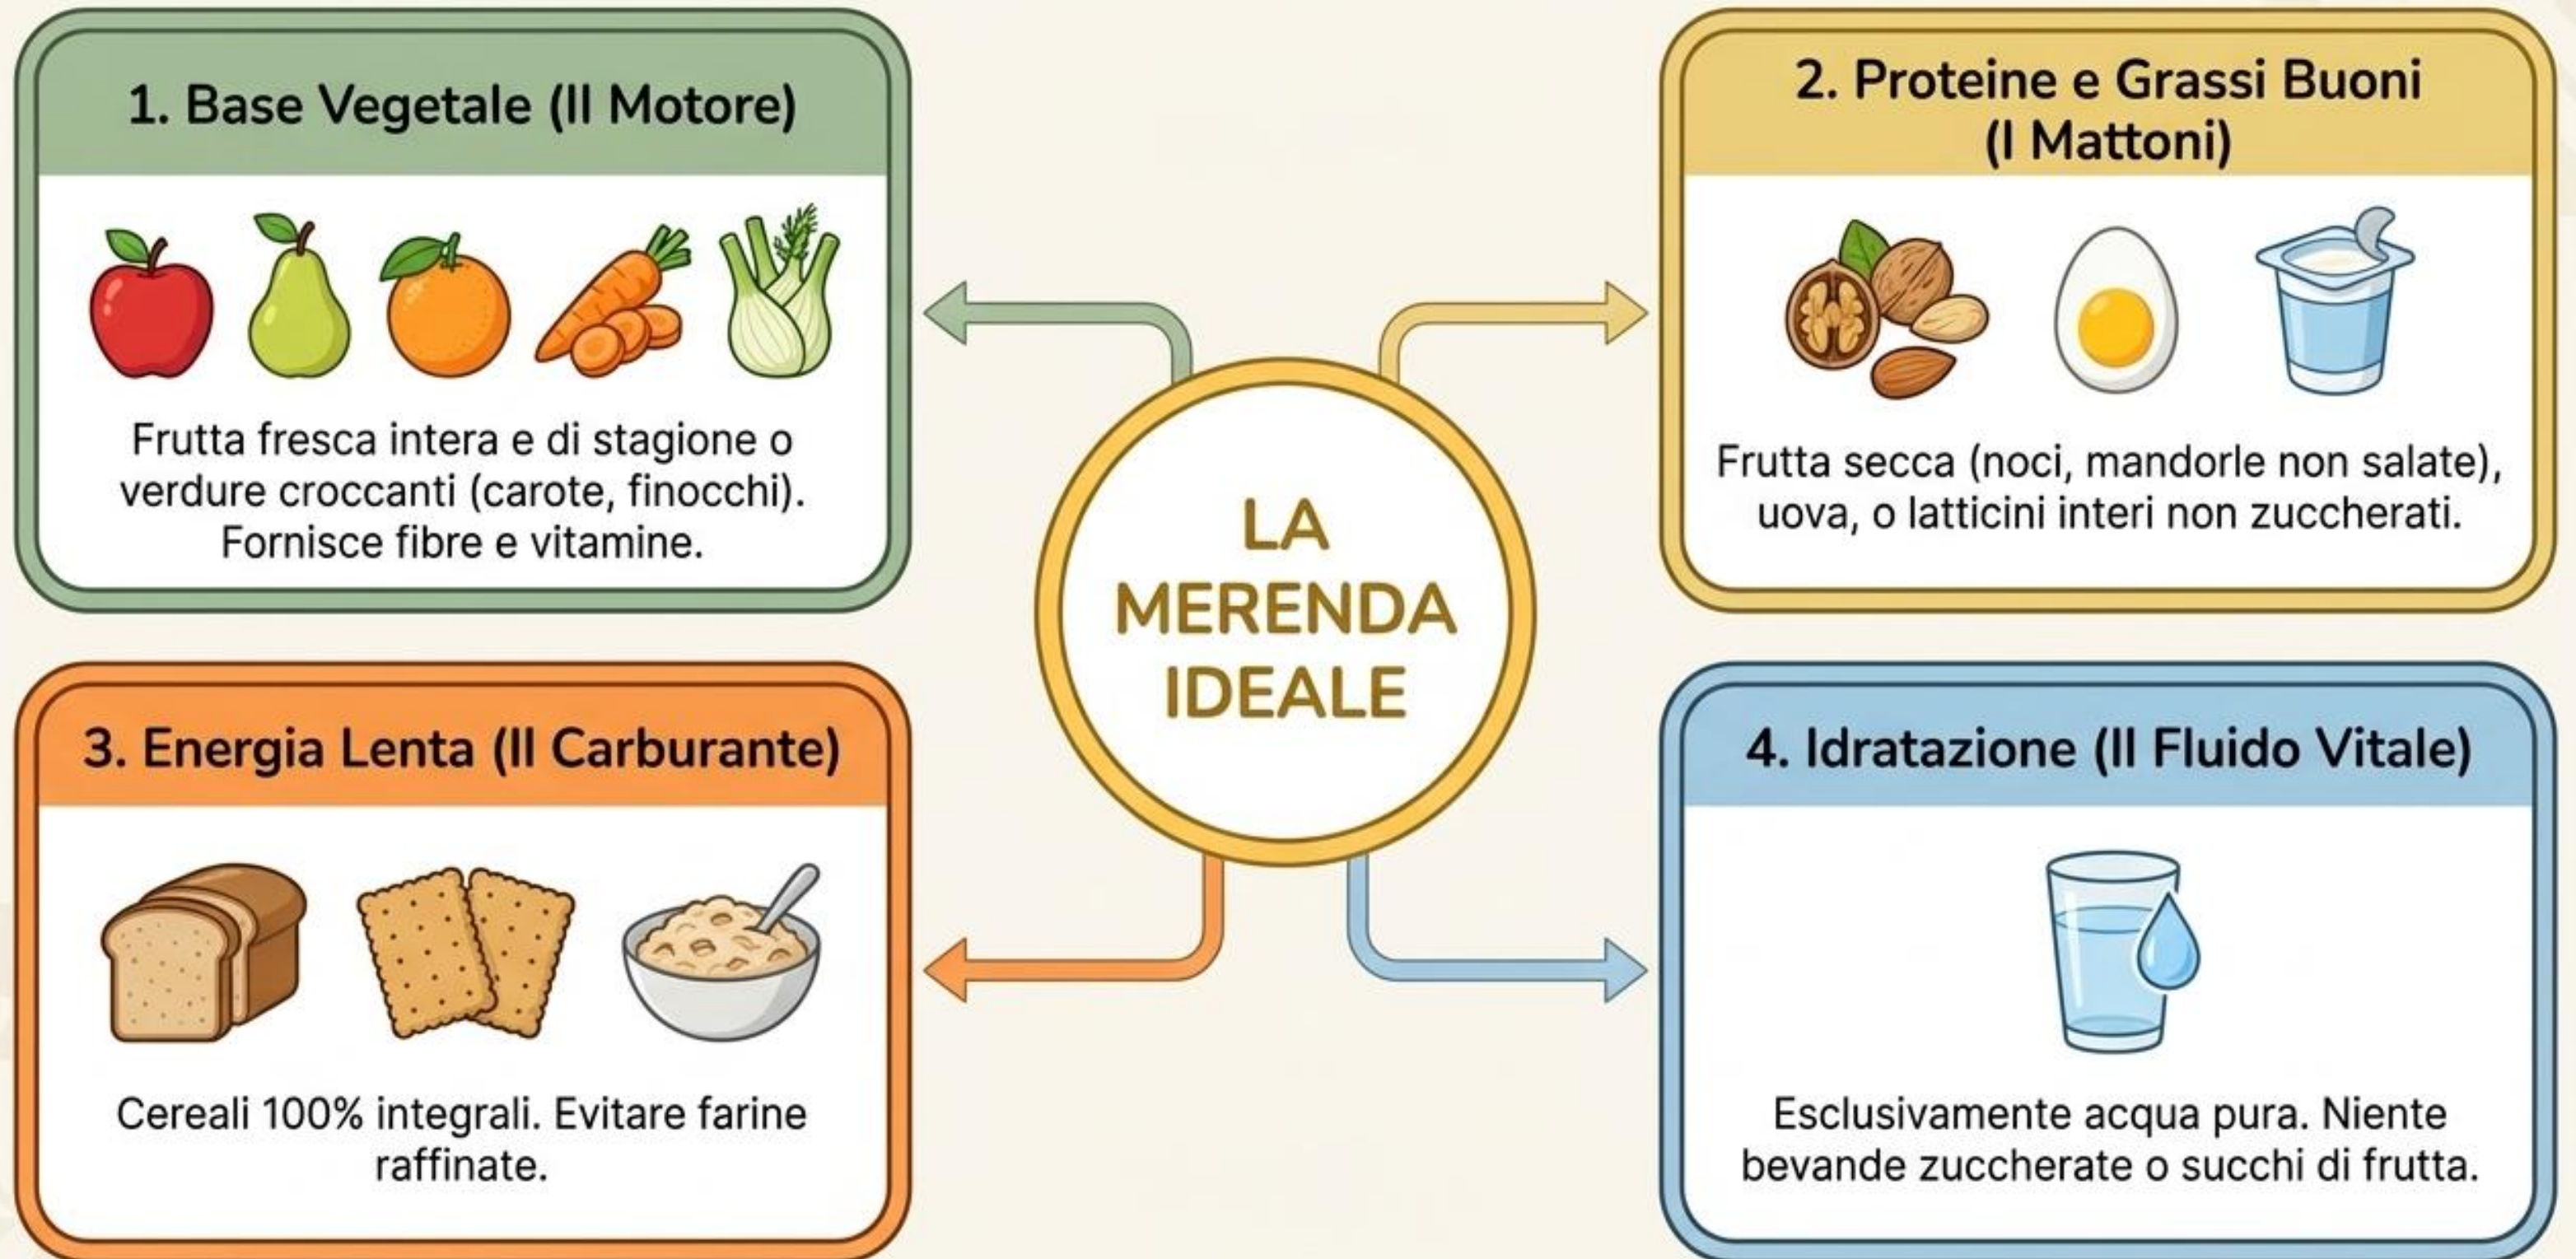 1. Base Vegetale (Il Motore)
Frutta fresca intera e di stagione o
verdure croccanti (carote, finocchi).
Fornisce fibre e vitamine.
2. Proteine e Grassi Buoni
(I Mattoni)
Frutta secca (noci, mandorle non salate),
uova, o latticini interi non zuccherati.
LA
MERENDA
IDEALE
3. Energia Lenta (Il Carburante)
Cereali 100% integrali. Evitare farine
raffinate.
4. Idratazione (Il Fluido Vitale)
Esclusivamente acqua pura. Niente
bevande zuccherate o succhi di frutta.